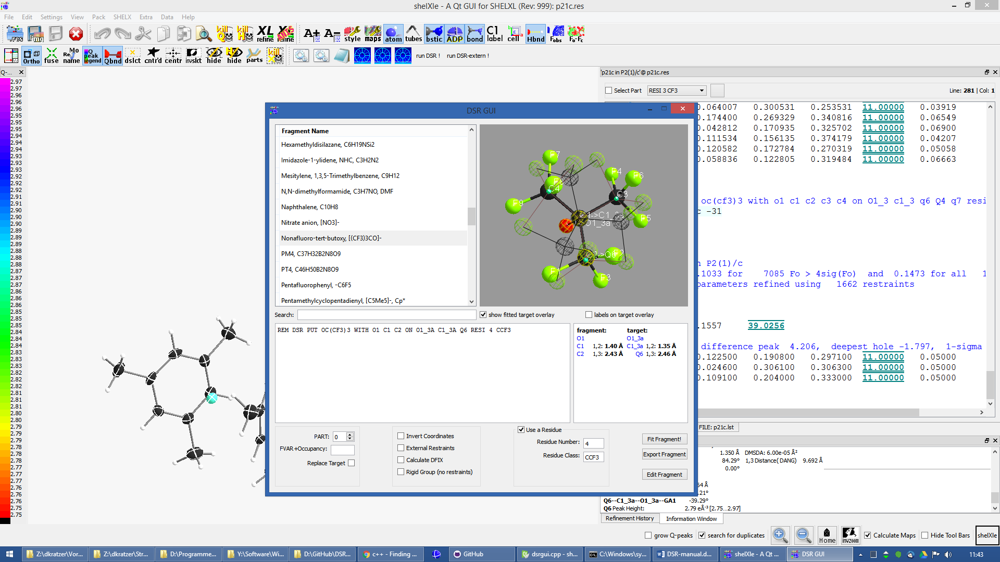 shelXle - A Qt GUI for SHELXL (Rev: 999): p21c.res
File Edit Settings View Pack SHELX Extra Data Help
.res img kill Q kill H XL refine refine A+ A- style maps atom tubes bstic ADP bond C1 label cell Hbnd Fobs Fo-Fc
Ortho fuse ReMo name Q peak legend Qbnd dslct cntrd centr invslct hide hide parts kill run DSR ! run DSR-extern !
Q-...
2.97
2.97
2.96
2.96
2.96
2.96
2.95
2.95
2.94
2.94
2.93
2.93
2.93
2.92
2.92
2.92
2.91
2.91
2.90
2.90
2.90
2.89
2.89
2.89
2.88
2.88
2.87
2.87
2.87
2.86
2.86
2.86
2.85
2.85
2.84
2.84
2.84
2.83
2.83
2.83
2.82
2.82
2.81
2.81
2.81
2.80
2.80
2.79
2.79
2.79
2.78
2.78
2.78
2.77
2.77
2.76
2.76
2.76
2.75
2.75
'p21c in P2(1)/c'@ p21c.res
Select Part RESI 3 CF3 Line: 281 | Col: 1
0.064007 0.300531 0.253531 11.00000 0.03919
0.174400 0.269329 0.340816 11.00000 0.06549
0.042812 0.170935 0.325702 11.00000 0.06900
0.111534 0.156135 0.374179 11.00000 0.04207
0.120582 0.172784 0.270319 11.00000 0.05058
0.058836 0.122805 0.319484 11.00000 0.06663
oc(cf3)3 with o1 c1 c2 c3 c4 on O1_3 c1_3 q6 Q4 q7 resi
c -31
n P2(1)/c
.1033 for 7085 Fo > 4sig(Fo) and 0.1473 for all 1
parameters refined using 1662 restraints
.1557 39.0256
difference peak 4.206, deepest hole -1.797, 1-sigma
0.122500 0.190800 0.297100 11.00000 0.05000
0.024600 0.306100 0.306300 11.00000 0.05000
0.109100 0.204000 0.333000 11.00000 0.05000
FILE: p21c.lst
1.350 Å DMSDA: 6.00e-05 Å²
84.29° 1,3 Distance( DANG) 9.692 Å
0.00°
64 Å
.21°
Q6--C1_3a--O1_3a--GA1 -39.29°
Q6 Peak Height: 2.79 eÅ⁻³ [2.75...2.97]
Refinement History Information Window
grow Q-peaks search for duplicates Home invzoom Calculate Maps Hide Tool Bars shelXle
DSR GUI
Fragment Name
Hexamethyldisilazane, C6H19NSi2
Imidazole-1-ylidene, NHC, C3H2N2
Mesitylene, 1,3,5-Trimethylbenzene, C9H12
N,N-dimethylformamide, C3H7NO, DMF
Naphthalene, C10H8
Nitrate anion, [NO3]-
Nonafluoro-tert-butoxy, [(CF3)3CO]-
PM4, C37H32B2N8O9
PT4, C46H50B2N8O9
Pentafluorophenyl, -C6F5
Pentamethylcyclopentadienyl, [C5Me5]-, Cp*
F7
F4
F6
C4
C3
F9
C1->C1_3a
O1_3a
F5
C2->Q6
F2
F1
F3
Search: show fitted target overlay labels on target overlay
REM DSR PUT OC(CF3)3 WITH O1 C1 C2 ON O1_3A C1_3A Q6 RESI 4 CCF3
fragment: target:
O1 O1_3a
C1 1,2: 1.40 Å C1_3a 1,2: 1.35 Å
C2 1,3: 2.43 Å Q6 1,3: 2.46 Å
PART: 0
FVAR+Occupancy:
Replace Target
Invert Coordinates
External Restraints
Calculate DFIX
Rigid Group (no restraints)
Use a Residue
Residue Number: 4
Residue Class: CCF3
Fit Fragment!
Export Fragment
Edit Fragment
Z:\dkratzer\Vor... Z:\dkratzer\Str... D:\Programme... Y:\Software\Wi... D:\GitHub\DSR... c++ - Finding ... GitHub dsrgui.cpp - sh... C:\Windows\sy... DSR-manual.d... shelXle - A Qt ... DSR GUI 11:43